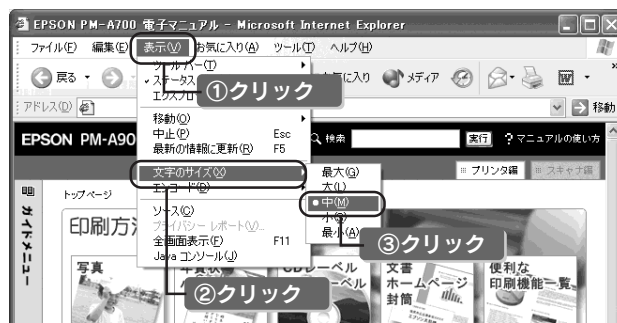 EPSON PM-A700 電子マニュアル - Microsoft Internet Explorer
ファイル(F) 編集(E) 表示(V) お気に入り(A) ツール(T) ヘルプ(H)
戻る
ツールバー(T)
ステータス
エクスプロ
①クリック
お気に入り メディア
アドレス(D)
移動
移動(O)
中止(P) Esc
最新の情報に更新(R) F5
EPSON PM-A90
検索
実行
?マニュアルの使い方
文字のサイズ(X)
エンコード(D)
ソース(C)
プライバシー レポート(V)...
全画面表示(F) F11
Java コンソール(J)
最大(G)
大(L)
中(M)
小(S)
最小(A)
③クリック
②クリック
プリンタ編
スキャナ編
ガイドメニュー
トップページ
印刷方法
写真
年賀状
CDレーベル
ーベル
文書
ホームページ
封筒
便利な
印刷機能一覧